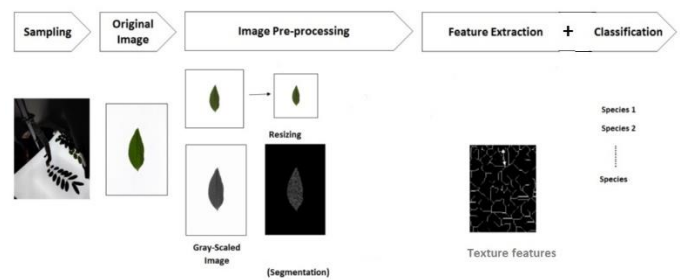 Sampling
Original
Image
Image Pre-processing
Feature Extraction + Classification
Resizing
Gray-Scaled
Image
(Segmentation)
Texture features
Species 1
Species 2
Species